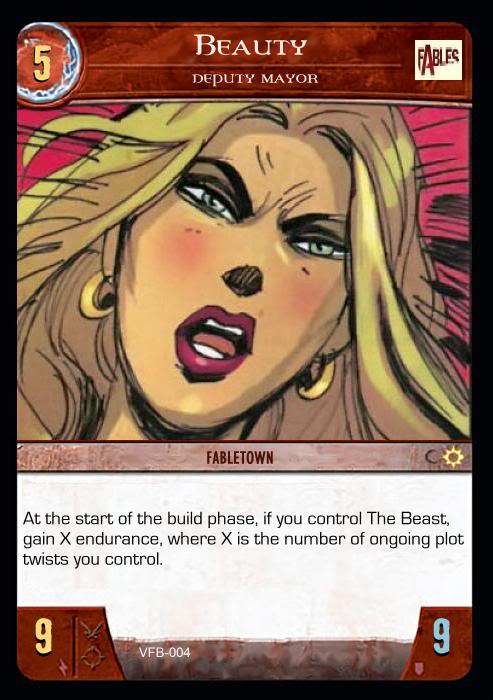 5
BEAUTY
DEPUTY MAYOR
FABLES
FABLETOWN
C
At the start of the build phase, if you control The Beast,
gain X endurance, where X is the number of ongoing plot
twists you control.
9
9
VFB-004